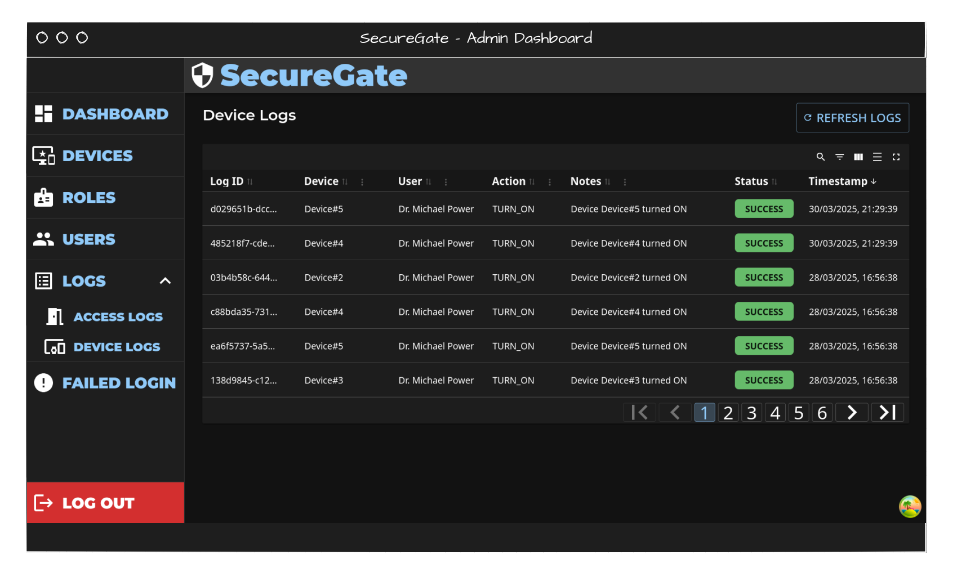 SecureGate - Admin Dashboard
SecureGate
DASHBOARD
DEVICES
ROLES
USERS
LOGS
ACCESS LOGS
DEVICE LOGS
FAILED LOGIN
LOG OUT
Device Logs
REFRESH LOGS
Log ID Device User Action Notes Status Timestamp
d029651b-dcc... Device#5 Dr. Michael Power TURN_ON Device Device#5 turned ON SUCCESS 30/03/2025, 21:29:39
485218f7-cde... Device#4 Dr. Michael Power TURN_ON Device Device#4 turned ON SUCCESS 30/03/2025, 21:29:39
03b4b58c-644... Device#2 Dr. Michael Power TURN_ON Device Device#2 turned ON SUCCESS 28/03/2025, 16:56:38
c88bda35-731... Device#4 Dr. Michael Power TURN_ON Device Device#4 turned ON SUCCESS 28/03/2025, 16:56:38
ea6f5737-5a5... Device#5 Dr. Michael Power TURN_ON Device Device#5 turned ON SUCCESS 28/03/2025, 16:56:38
138d9845-c12... Device#3 Dr. Michael Power TURN_ON Device Device#3 turned ON SUCCESS 28/03/2025, 16:56:38
1 2 3 4 5 6